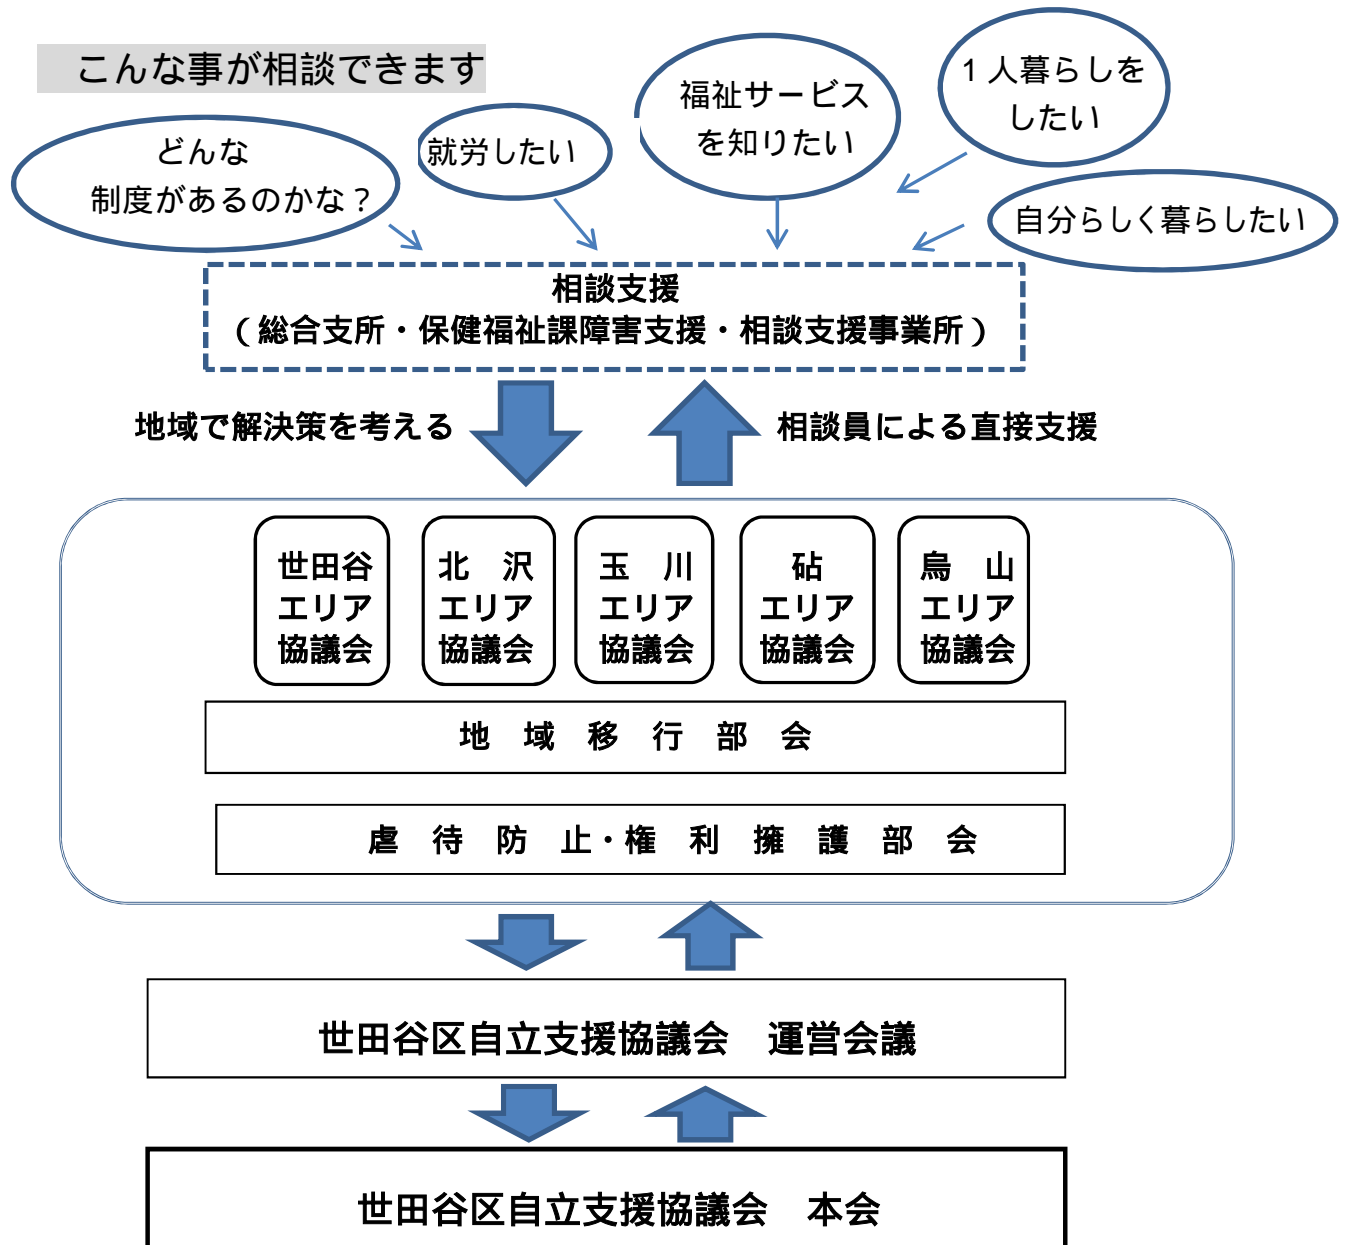 こんな事が相談できます
どんな
制度があるのかな？
就労したい
福祉サービス
を知りたい
1人暮らしを
したい
自分らしく暮らしたい
相談支援
（総合支所・保健福祉課障害支援・相談支援事業所）
地域で解決策を考える
相談員による直接支援
世田谷
エリア
協議会
北　沢
エリア
協議会
玉　川
エリア
協議会
砧
エリア
協議会
烏　山
エリア
協議会
地　域　移　行　部　会
虐　待　防　止・権　利　擁　護　部　会
世田谷区自立支援協議会　運営会議
世田谷区自立支援協議会　本会